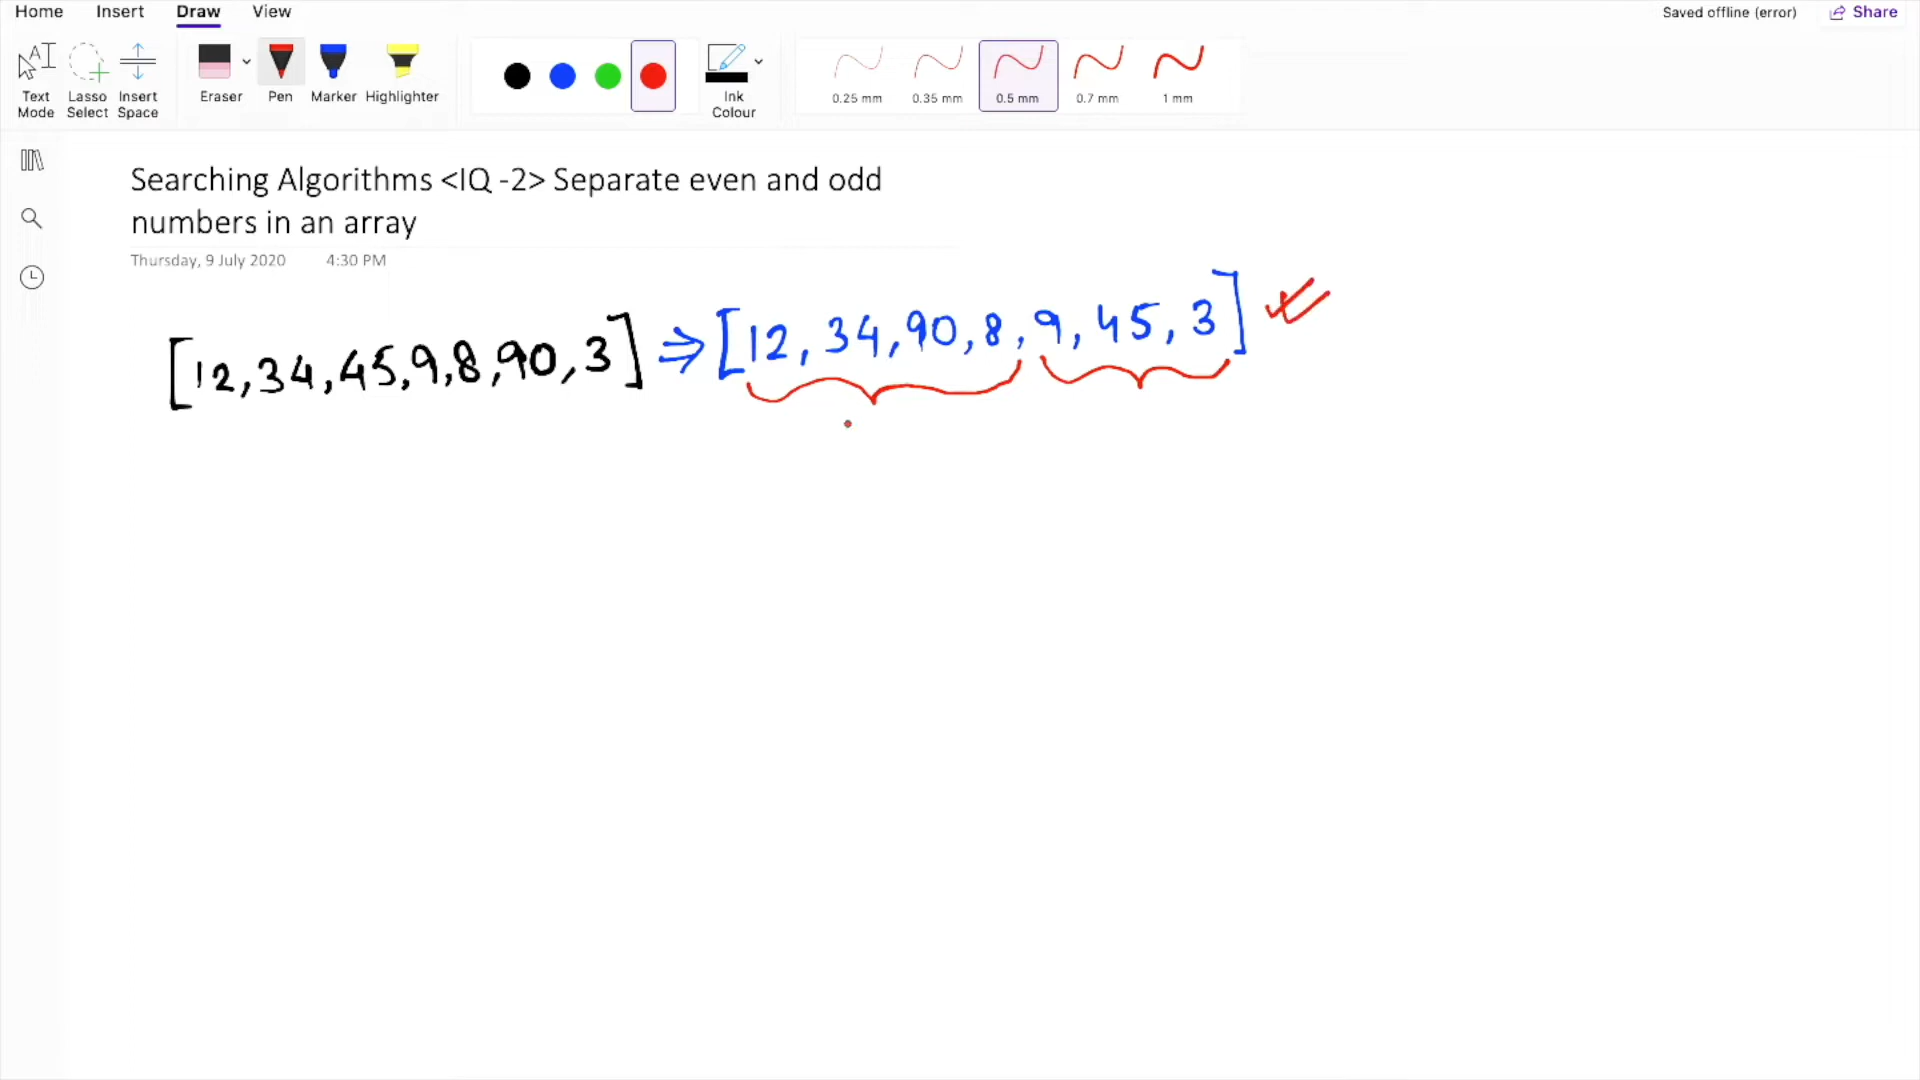 Home Insert Draw View
Saved offline (error) Share
Text Mode
Lasso Select
Insert Space
Eraser
Pen
Marker
Highlighter
Ink Colour
0.25 mm
0.35 mm
0.5 mm
0.7 mm
1 mm
Searching Algorithms <IQ -2> Separate even and odd
numbers in an array
Thursday, 9 July 2020 4:30 PM
[12,34,45,9,8,90,3] ⇒ [12, 34,90,8, 9, 45, 3]